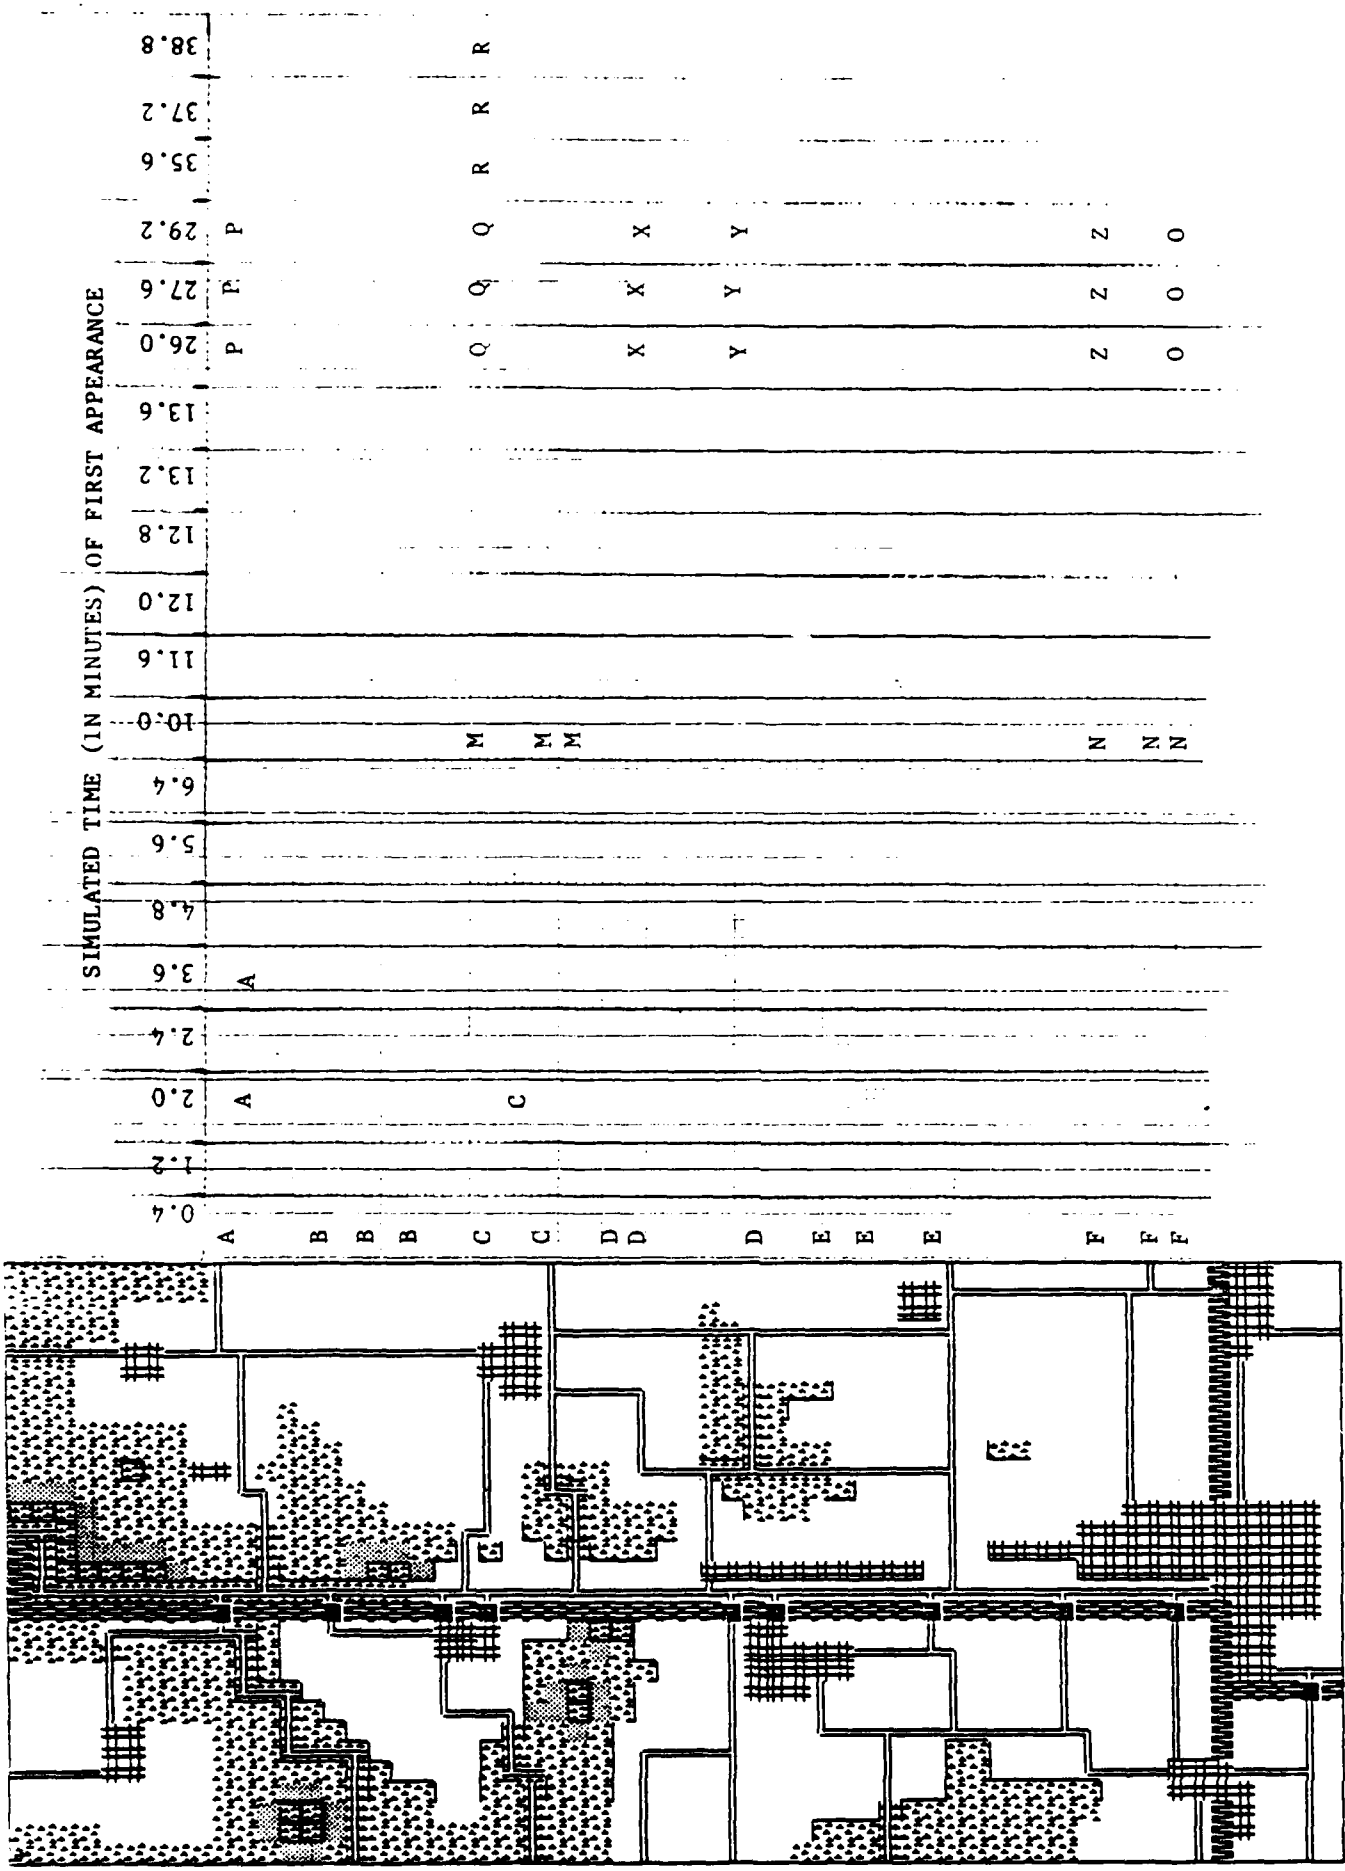 SIMULATED TIME (IN MINUTES) OF FIRST APPEARANCE
38.8 R
37.2 R
35.6 R
29.2 P Q X Y Z O
27.6 P Q X Y Z O
26.0 P Q X Y Z O
13.6
13.2
12.8
12.0
11.6
10.0 M M M N N N
6.4
5.6
4.8
3.6 A
2.4
2.0 A C
1.2
0.4 A B B B C C D D D E E E F F F